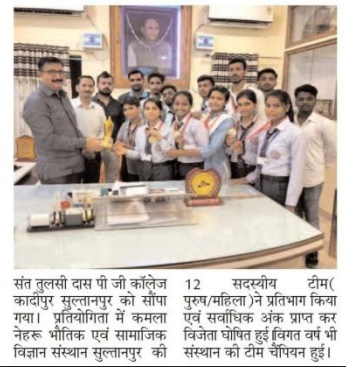 संत तुलसी दास पी जी कॉलेज
कादीपुर सुल्तानपुर को सौंपा
गया। प्रतियोगिता में कमला
नेहरू भौतिक एवं सामाजिक
विज्ञान संस्थान सुल्तानपुर की
12 सदस्यीय टीम(
पुरुष/महिला)ने प्रतिभाग किया
एवं सर्वाधिक अंक प्राप्त कर
विजेता घोषित हुई।विगत वर्ष भी
संस्थान की टीम चैंपियन हुई।